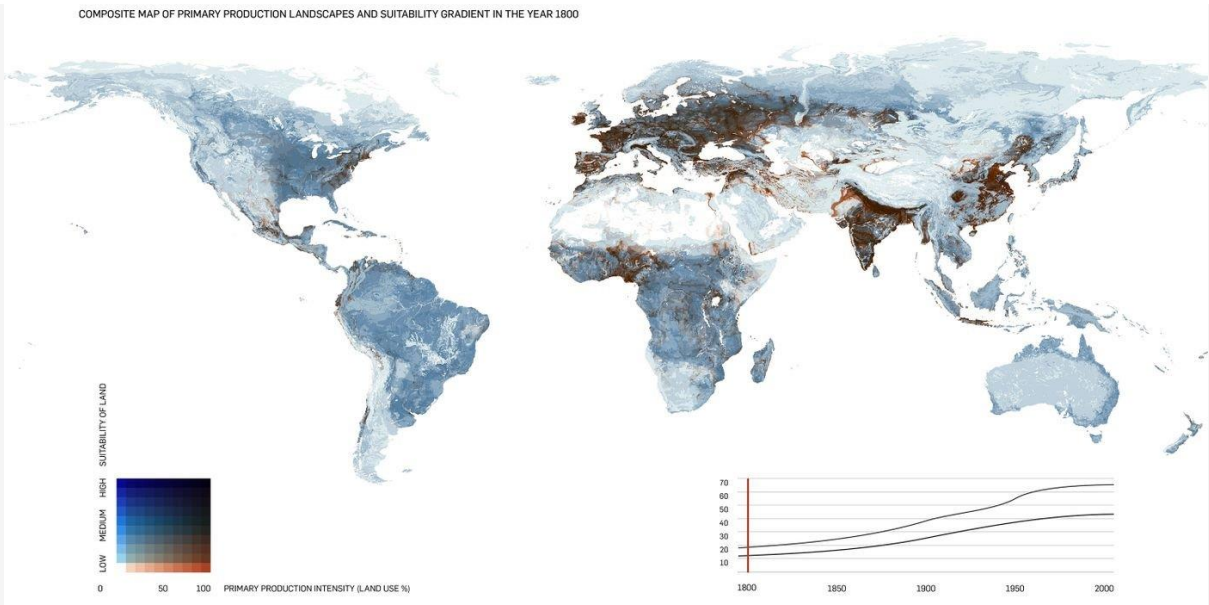 COMPOSITE MAP OF PRIMARY PRODUCTION LANDSCAPES AND SUITABILITY GRADIENT IN THE YEAR 1800
SUITABILITY OF LAND
HIGH
MEDIUM
LOW
0 50 100 PRIMARY PRODUCTION INTENSITY (LAND USE %)
70
60
50
40
30
20
10
1800 1850 1900 1950 2000